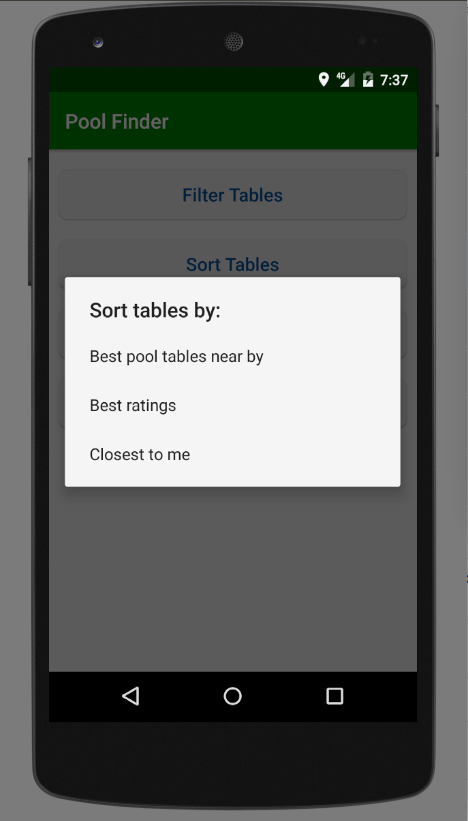 4G 7:37
Pool Finder
Filter Tables
Sort Tables
Sort tables by:
Best pool tables near by
Best ratings
Closest to me